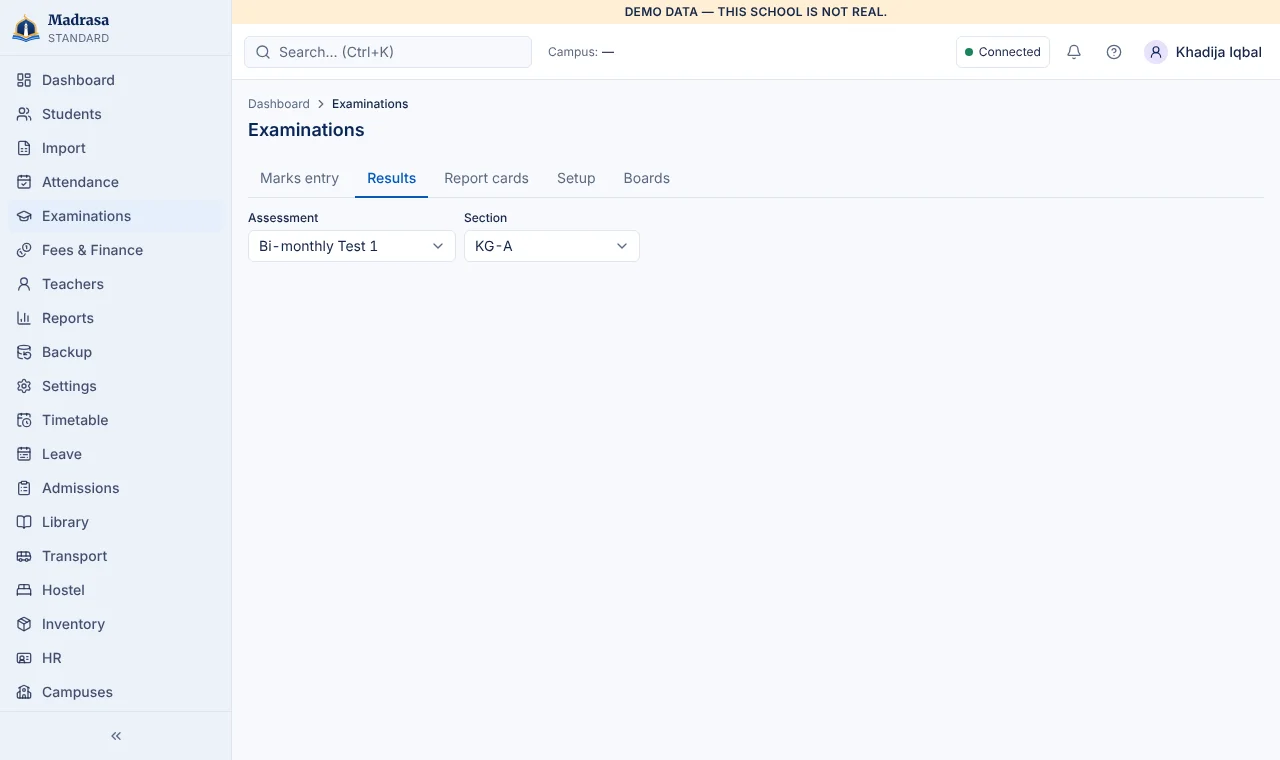 Madrasa
STANDARD
Dashboard
Students
Import
Attendance
Examinations
Fees & Finance
Teachers
Reports
Backup
Settings
Timetable
Leave
Admissions
Library
Transport
Hostel
Inventory
HR
Campuses
DEMO DATA — THIS SCHOOL IS NOT REAL.
Search... (Ctrl+K)
Campus: —
Connected
Khadija Iqbal
Dashboard > Examinations
Examinations
Marks entry
Results
Report cards
Setup
Boards
Assessment
Section
Bi-monthly Test 1
KG-A